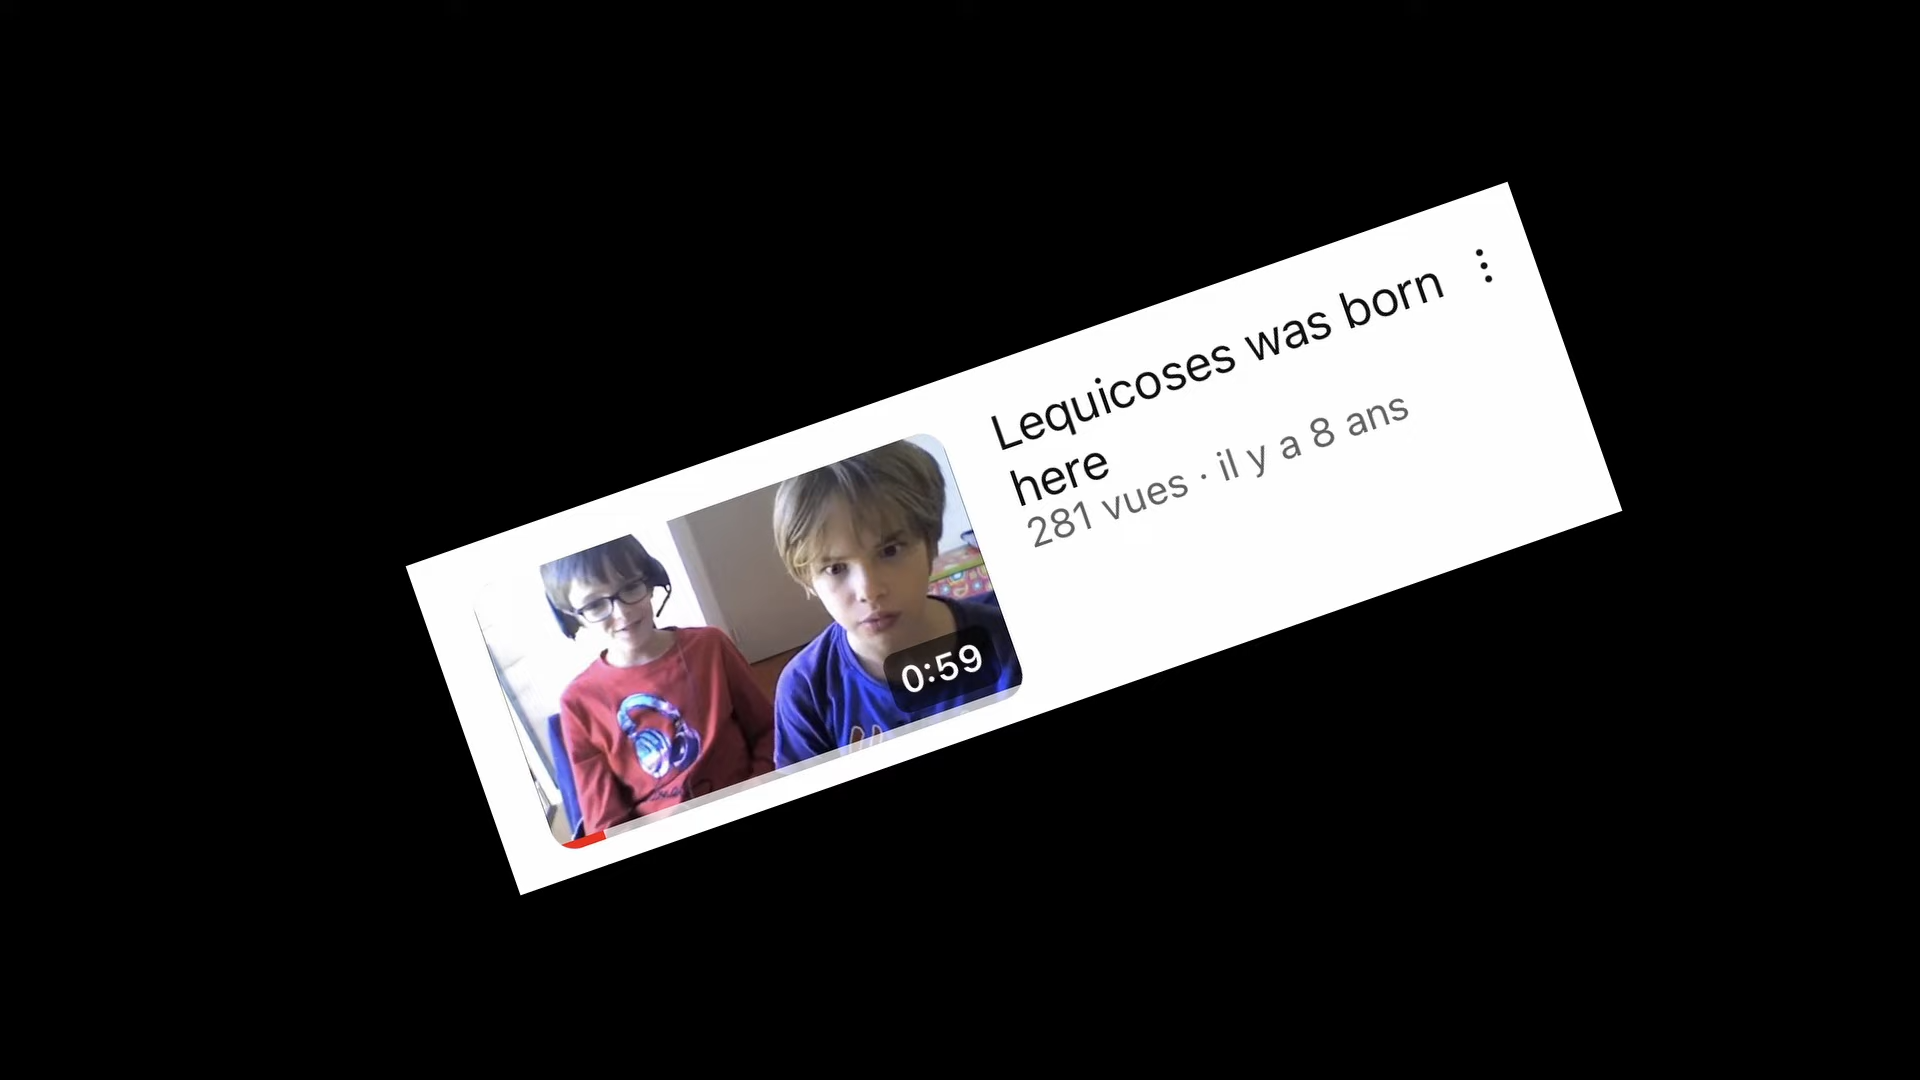 Lequicoses was born
here
281 vues · il y a 8 ans
0:59